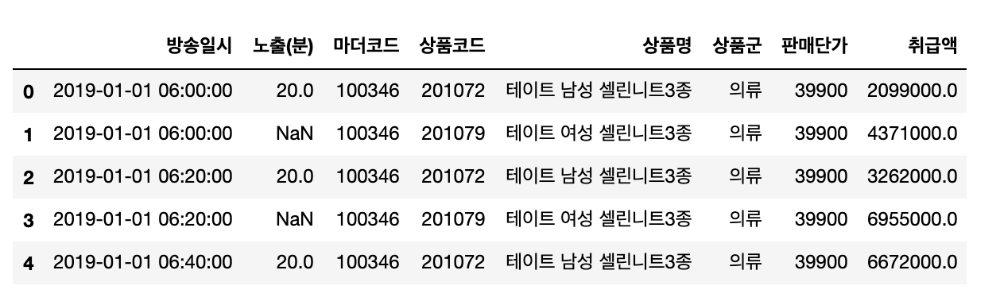 방송일시 노출(분) 마더코드 상품코드 상품명 상품군 판매단가 취급액
0 2019-01-01 06:00:00 20.0 100346 201072 테이트 남성 셀린니트3종 의류 39900 2099000.0
1 2019-01-01 06:00:00 NaN 100346 201079 테이트 여성 셀린니트3종 의류 39900 4371000.0
2 2019-01-01 06:20:00 20.0 100346 201072 테이트 남성 셀린니트3종 의류 39900 3262000.0
3 2019-01-01 06:20:00 NaN 100346 201079 테이트 여성 셀린니트3종 의류 39900 6955000.0
4 2019-01-01 06:40:00 20.0 100346 201072 테이트 남성 셀린니트3종 의류 39900 6672000.0